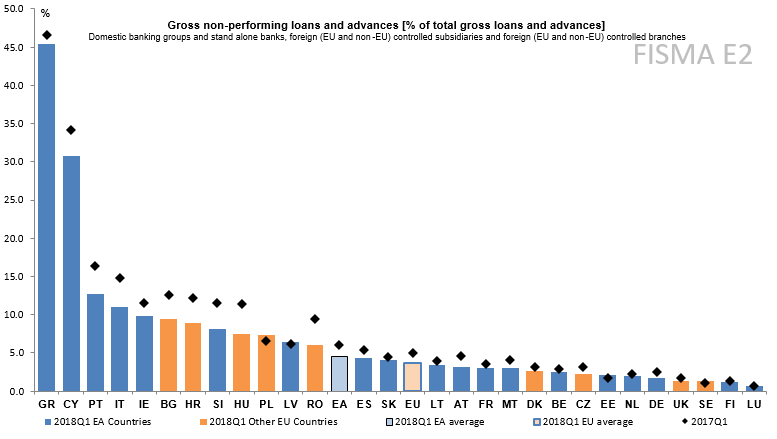 Gross non-performing loans and advances [% of total gross loans and advances]
Domestic banking groups and stand alone banks, foreign (EU and non-EU) controlled subsidiaries and foreign (EU and non-EU) controlled branches
FISMA E2
%
50.0
45.0
40.0
35.0
30.0
25.0
20.0
15.0
10.0
5.0
0.0
GR CY PT IT IE BG HR SI HU PL LV RO EA ES SK EU LT AT FR MT DK BE CZ EE NL DE UK SE FI LU
2018Q1 EA Countries 2018Q1 Other EU Countries 2018Q1 EA average 2018Q1 EU average 2017Q1